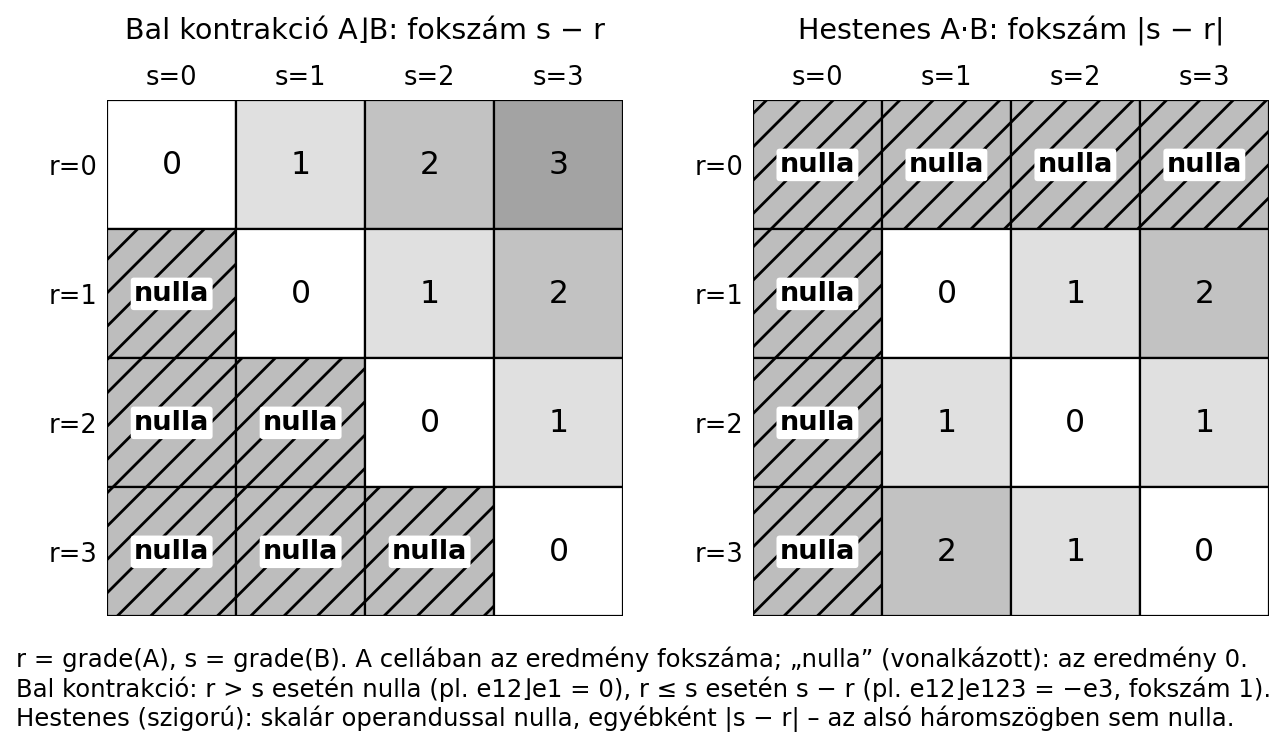 Bal kontrakció A⌋B: fokszám s − r
s=0 s=1 s=2 s=3
r=0 0 1 2 3
r=1 nulla 0 1 2
r=2 nulla nulla 0 1
r=3 nulla nulla nulla 0
Hestenes A·B: fokszám |s − r|
s=0 s=1 s=2 s=3
r=0 nulla nulla nulla nulla
r=1 nulla 0 1 2
r=2 nulla 1 0 1
r=3 nulla 2 1 0
r = grade(A), s = grade(B). A cellában az eredmény fokszáma; „nulla” (vonalkázott): az eredmény 0.
Bal kontrakció: r > s esetén nulla (pl. e12⌋e1 = 0), r ≤ s esetén s − r (pl. e12⌋e123 = −e3, fokszám 1).
Hestenes (szigorú): skalár operandussal nulla, egyébként |s − r| – az alsó háromszögben sem nulla.